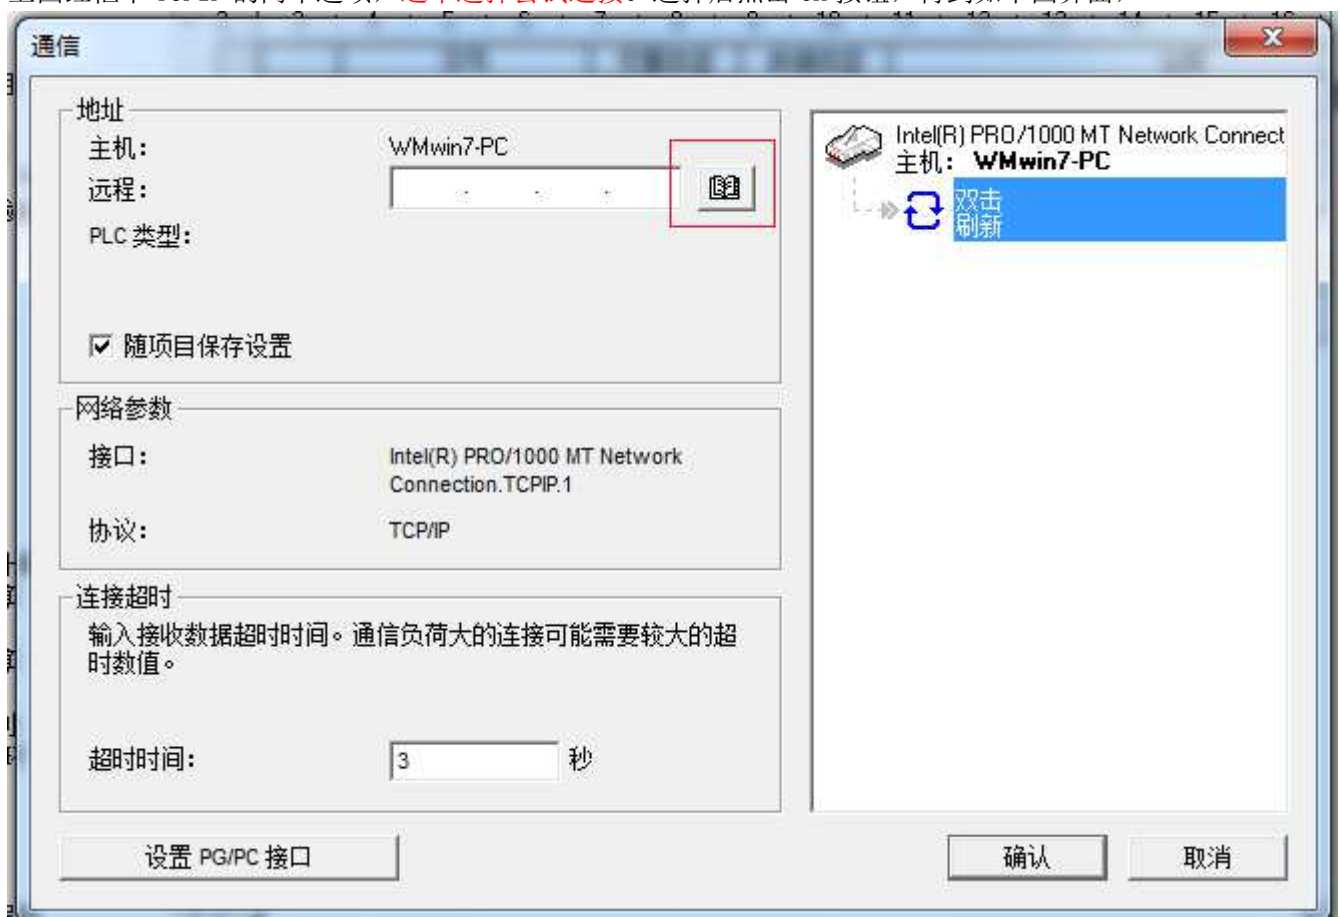 通信
地址
主机： WMwin7-PC
远程：
PLC 类型：
随项目保存设置
网络参数
接口： Intel(R) PRO/1000 MT Network
Connection.TCPIP.1
协议： TCP/IP
连接超时
输入接收数据超时时间。通信负荷大的连接可能需要较大的超
时数值。
超时时间： 3 秒
设置 PG/PC 接口
Intel(R) PRO/1000 MT Network Connect
主机： WMwin7-PC
双击
刷新
确认 取消